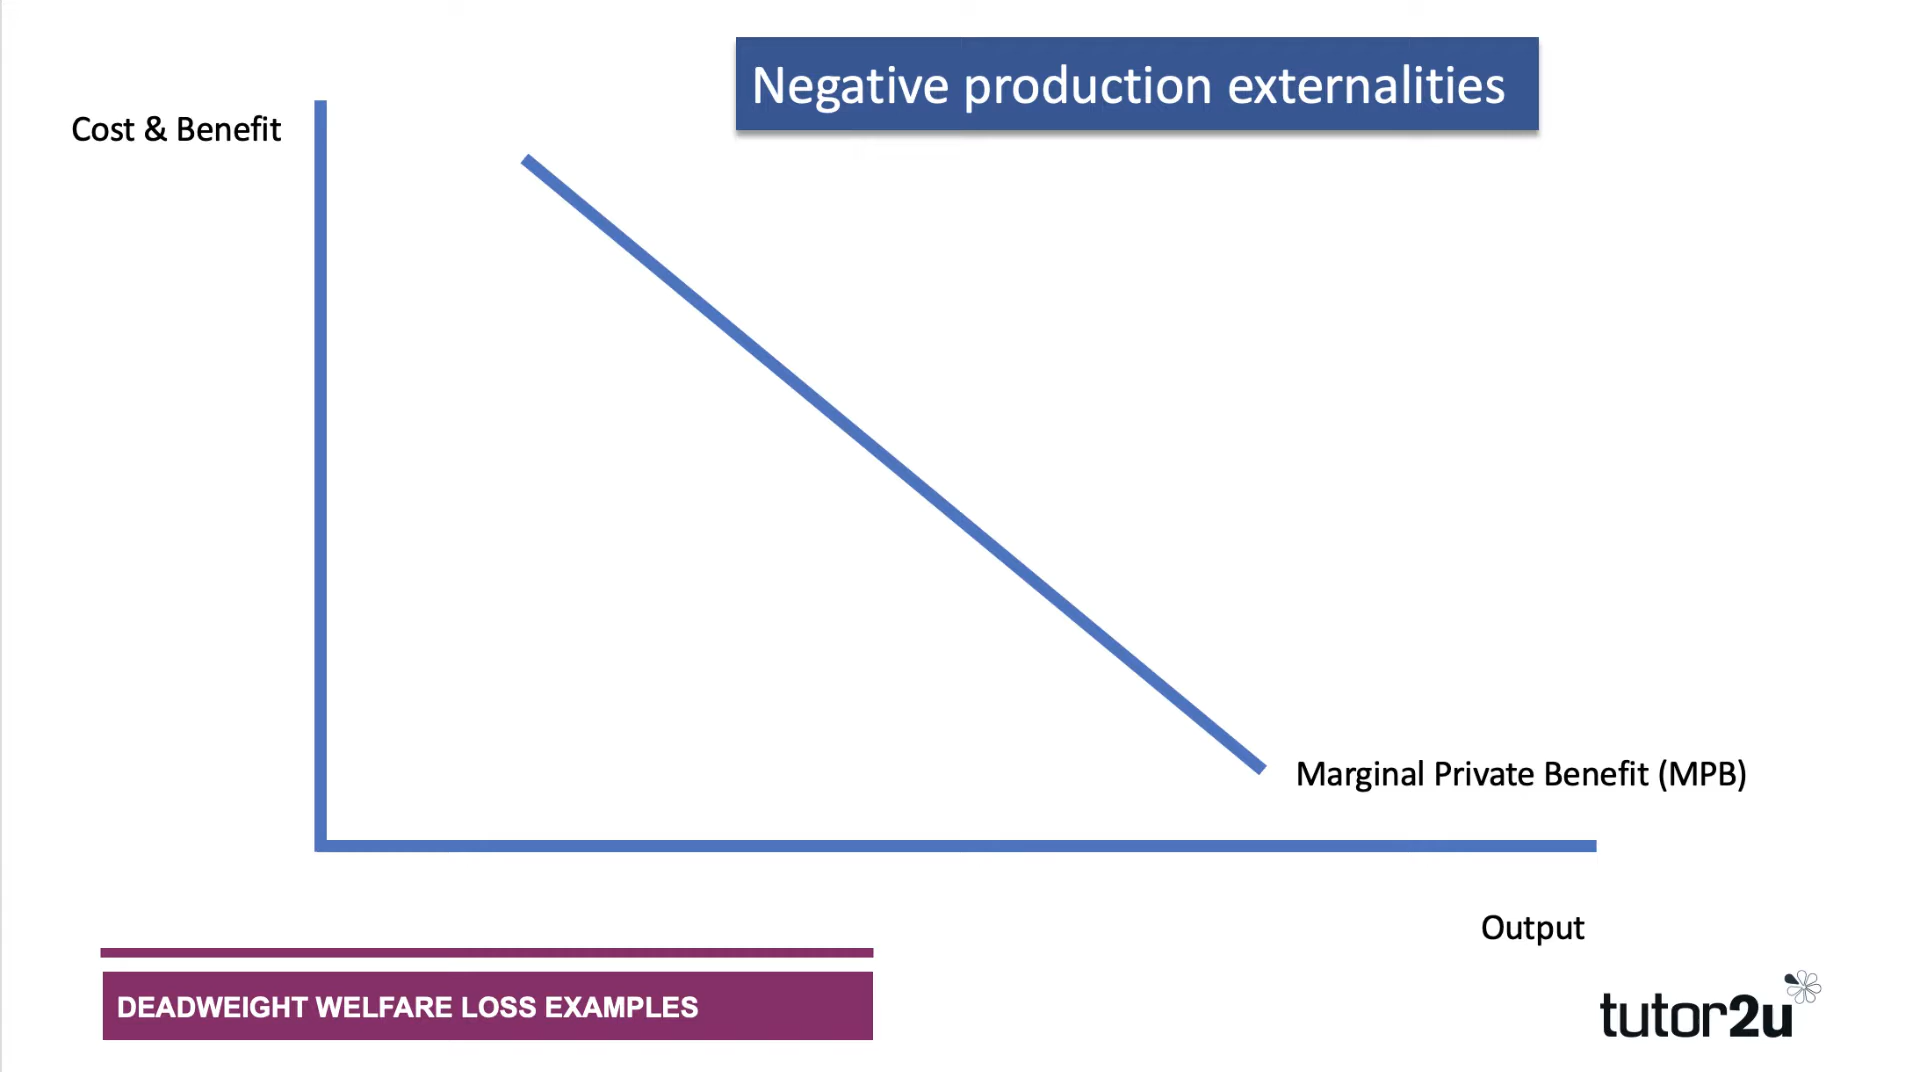 Negative production externalities
Cost & Benefit
Marginal Private Benefit (MPB)
Output
DEADWEIGHT WELFARE LOSS EXAMPLES
tutor2u